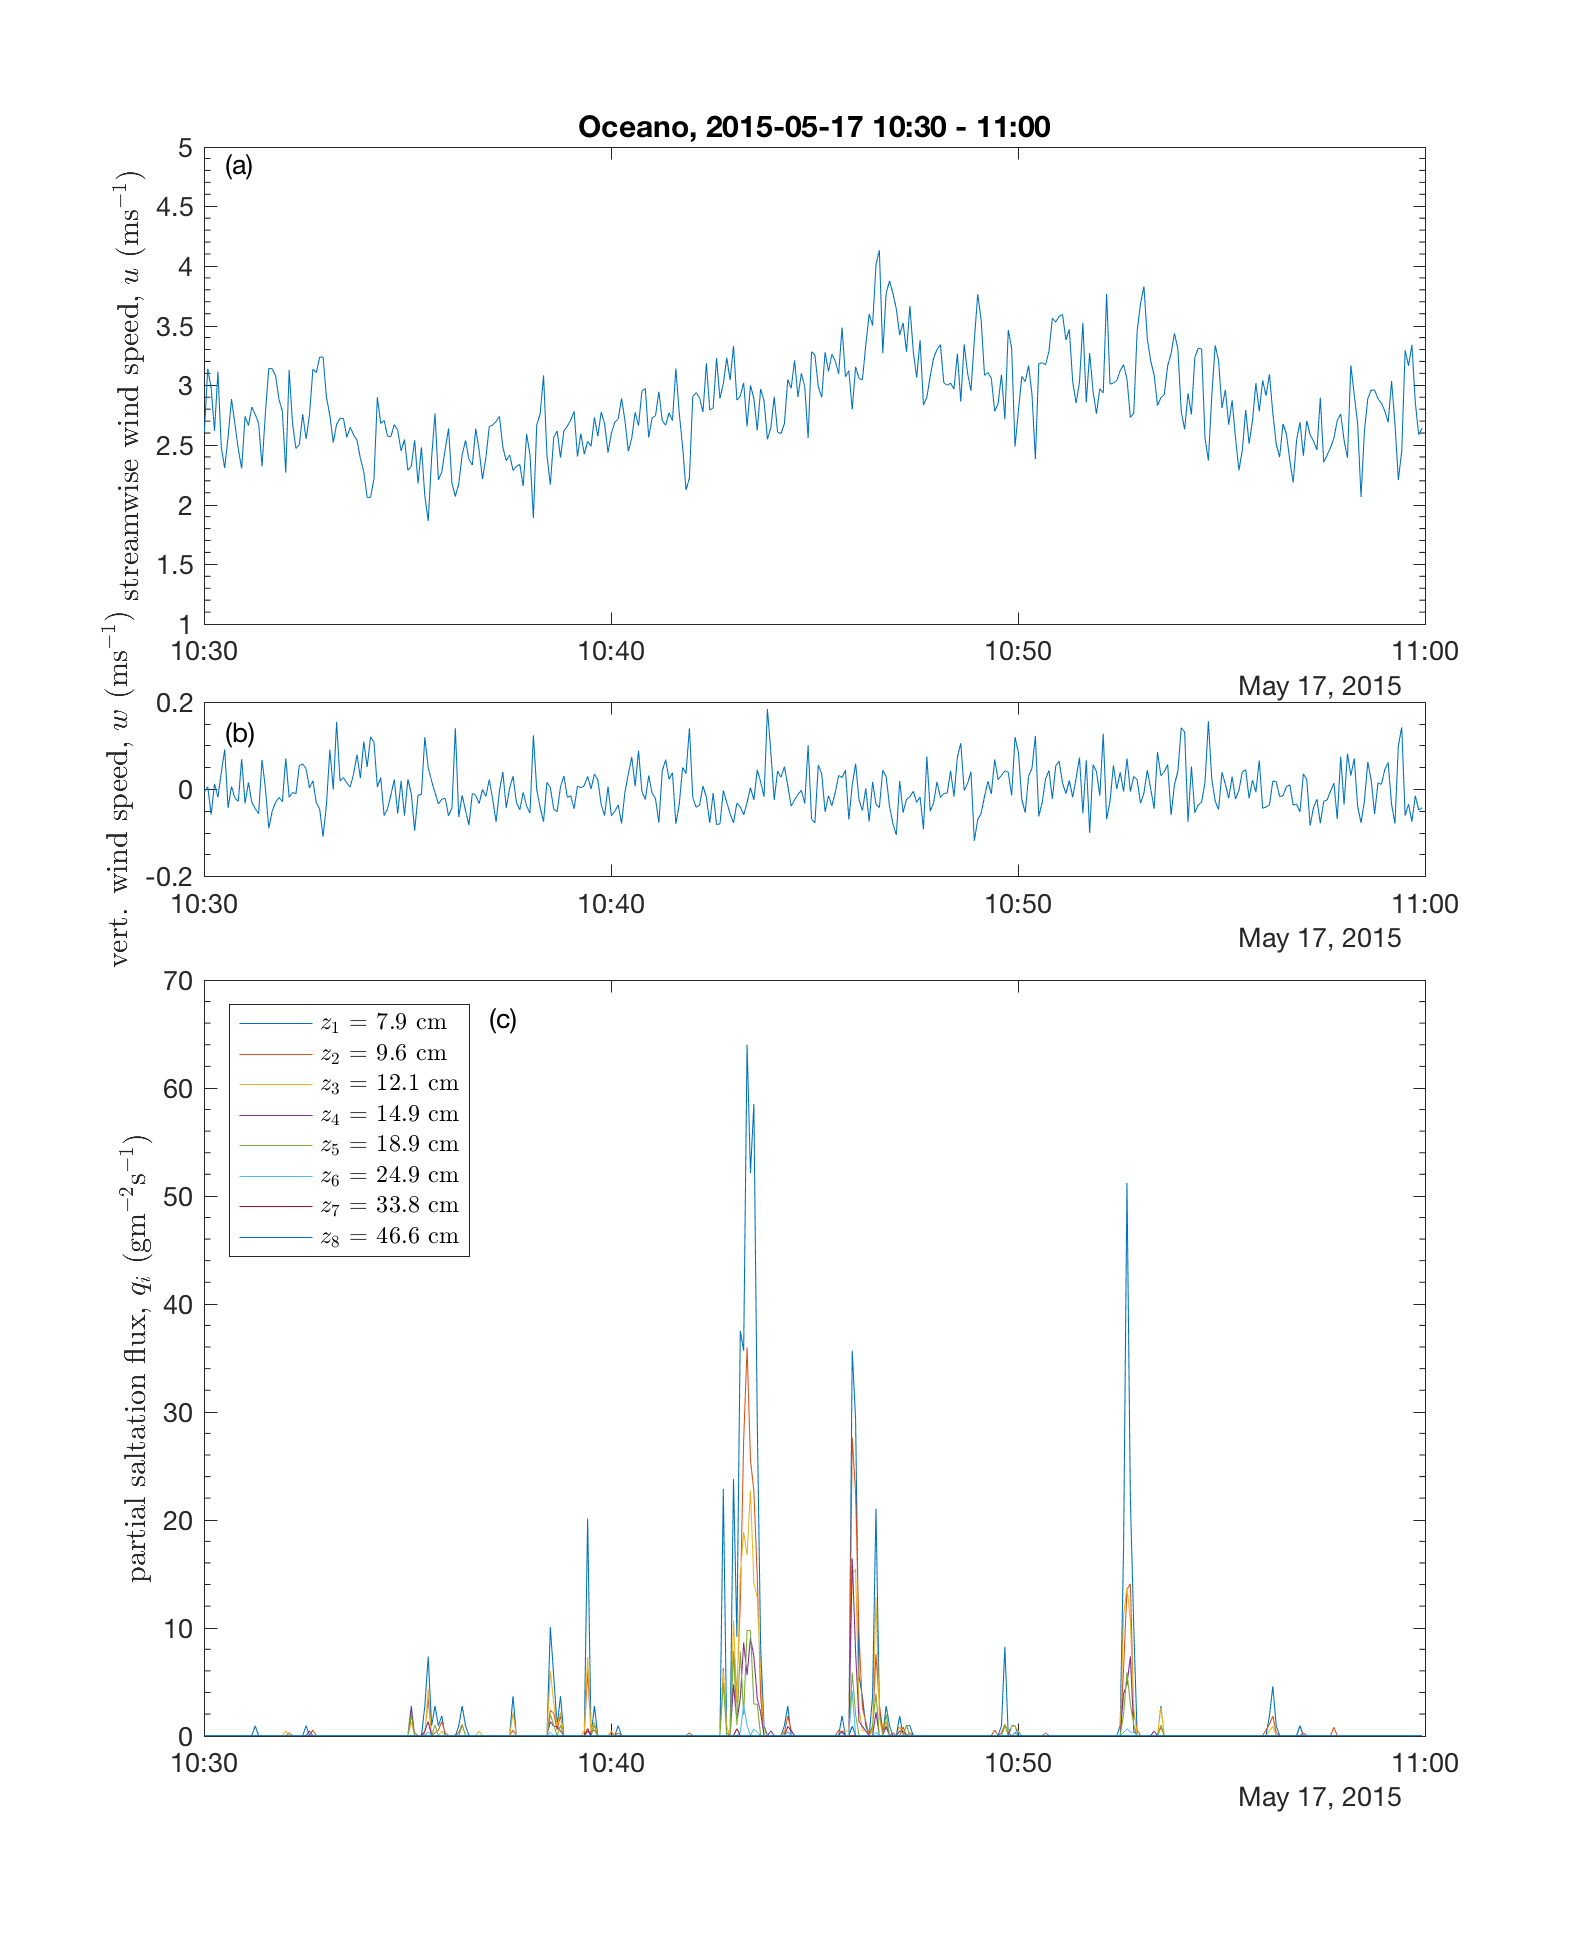 Oceano, 2015-05-17 10:30 - 11:00
(a)
streamwise wind speed, u (ms⁻¹)
5
4.5
4
3.5
3
2.5
2
1.5
1
10:30 10:40 10:50 11:00
May 17, 2015
(b)
vert. wind speed, w (ms⁻¹)
0.2
0
-0.2
10:30 10:40 10:50 11:00
May 17, 2015
(c)
partial saltation flux, qᵢ (gm⁻²s⁻¹)
70
60
50
40
30
20
10
0
z₁ = 7.9 cm
z₂ = 9.6 cm
z₃ = 12.1 cm
z₄ = 14.9 cm
z₅ = 18.9 cm
z₆ = 24.9 cm
z₇ = 33.8 cm
z₈ = 46.6 cm
10:30 10:40 10:50 11:00
May 17, 2015